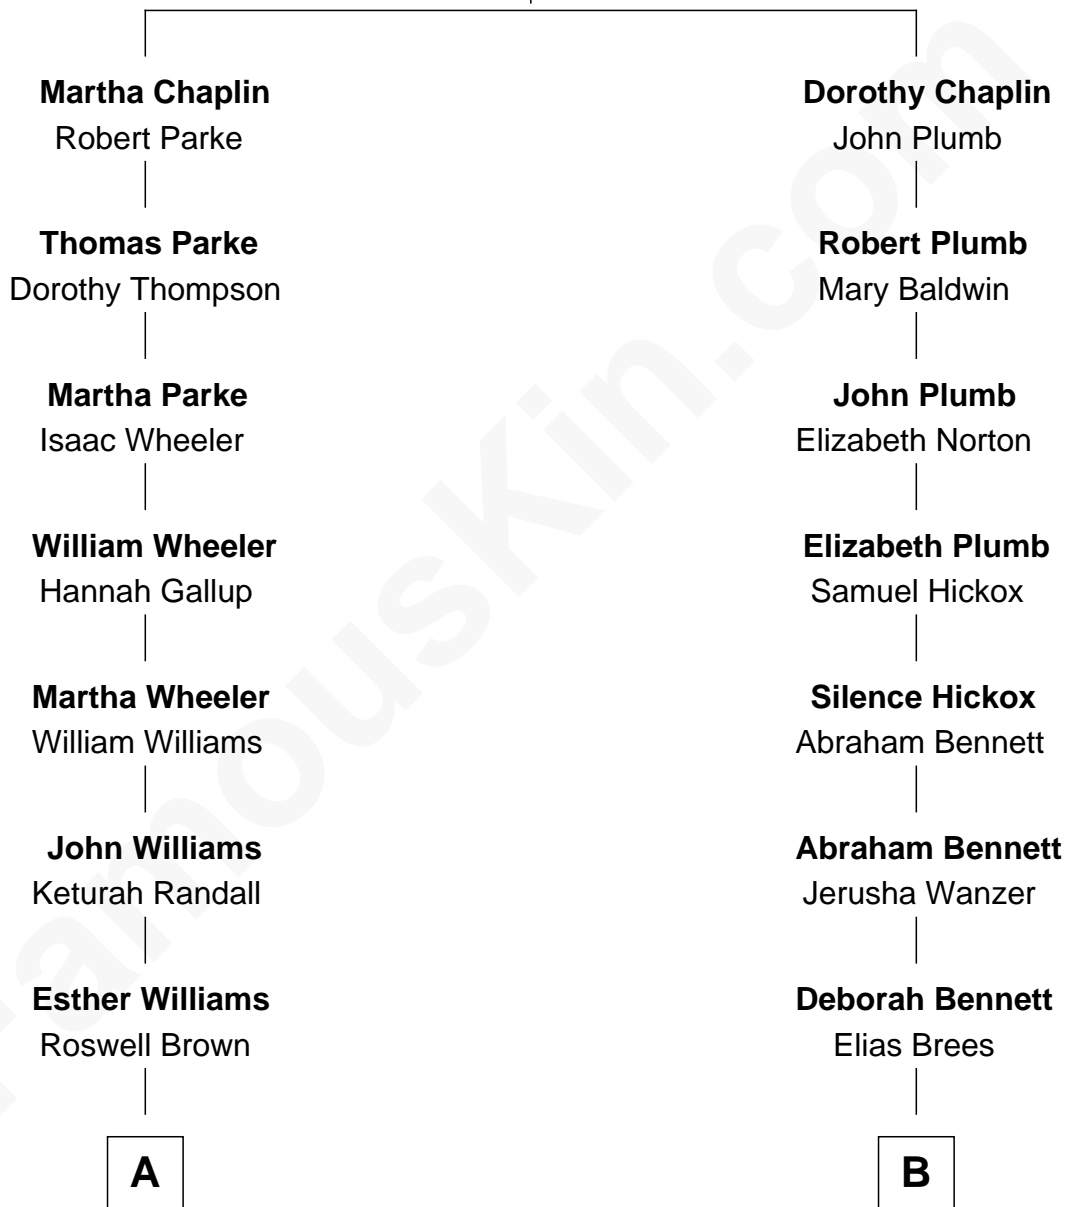 Martha Chaplin
Robert Parke
Thomas Parke
Dorothy Thompson
Martha Parke
Isaac Wheeler
William Wheeler
Hannah Gallup
Martha Wheeler
William Williams
John Williams
Keturah Randall
Esther Williams
Roswell Brown
A
Dorothy Chaplin
John Plumb
Robert Plumb
Mary Baldwin
John Plumb
Elizabeth Norton
Elizabeth Plumb
Samuel Hickox
Silence Hickox
Abraham Bennett
Abraham Bennett
Jerusha Wanzer
Deborah Bennett
Elias Brees
B
FamousKin.com